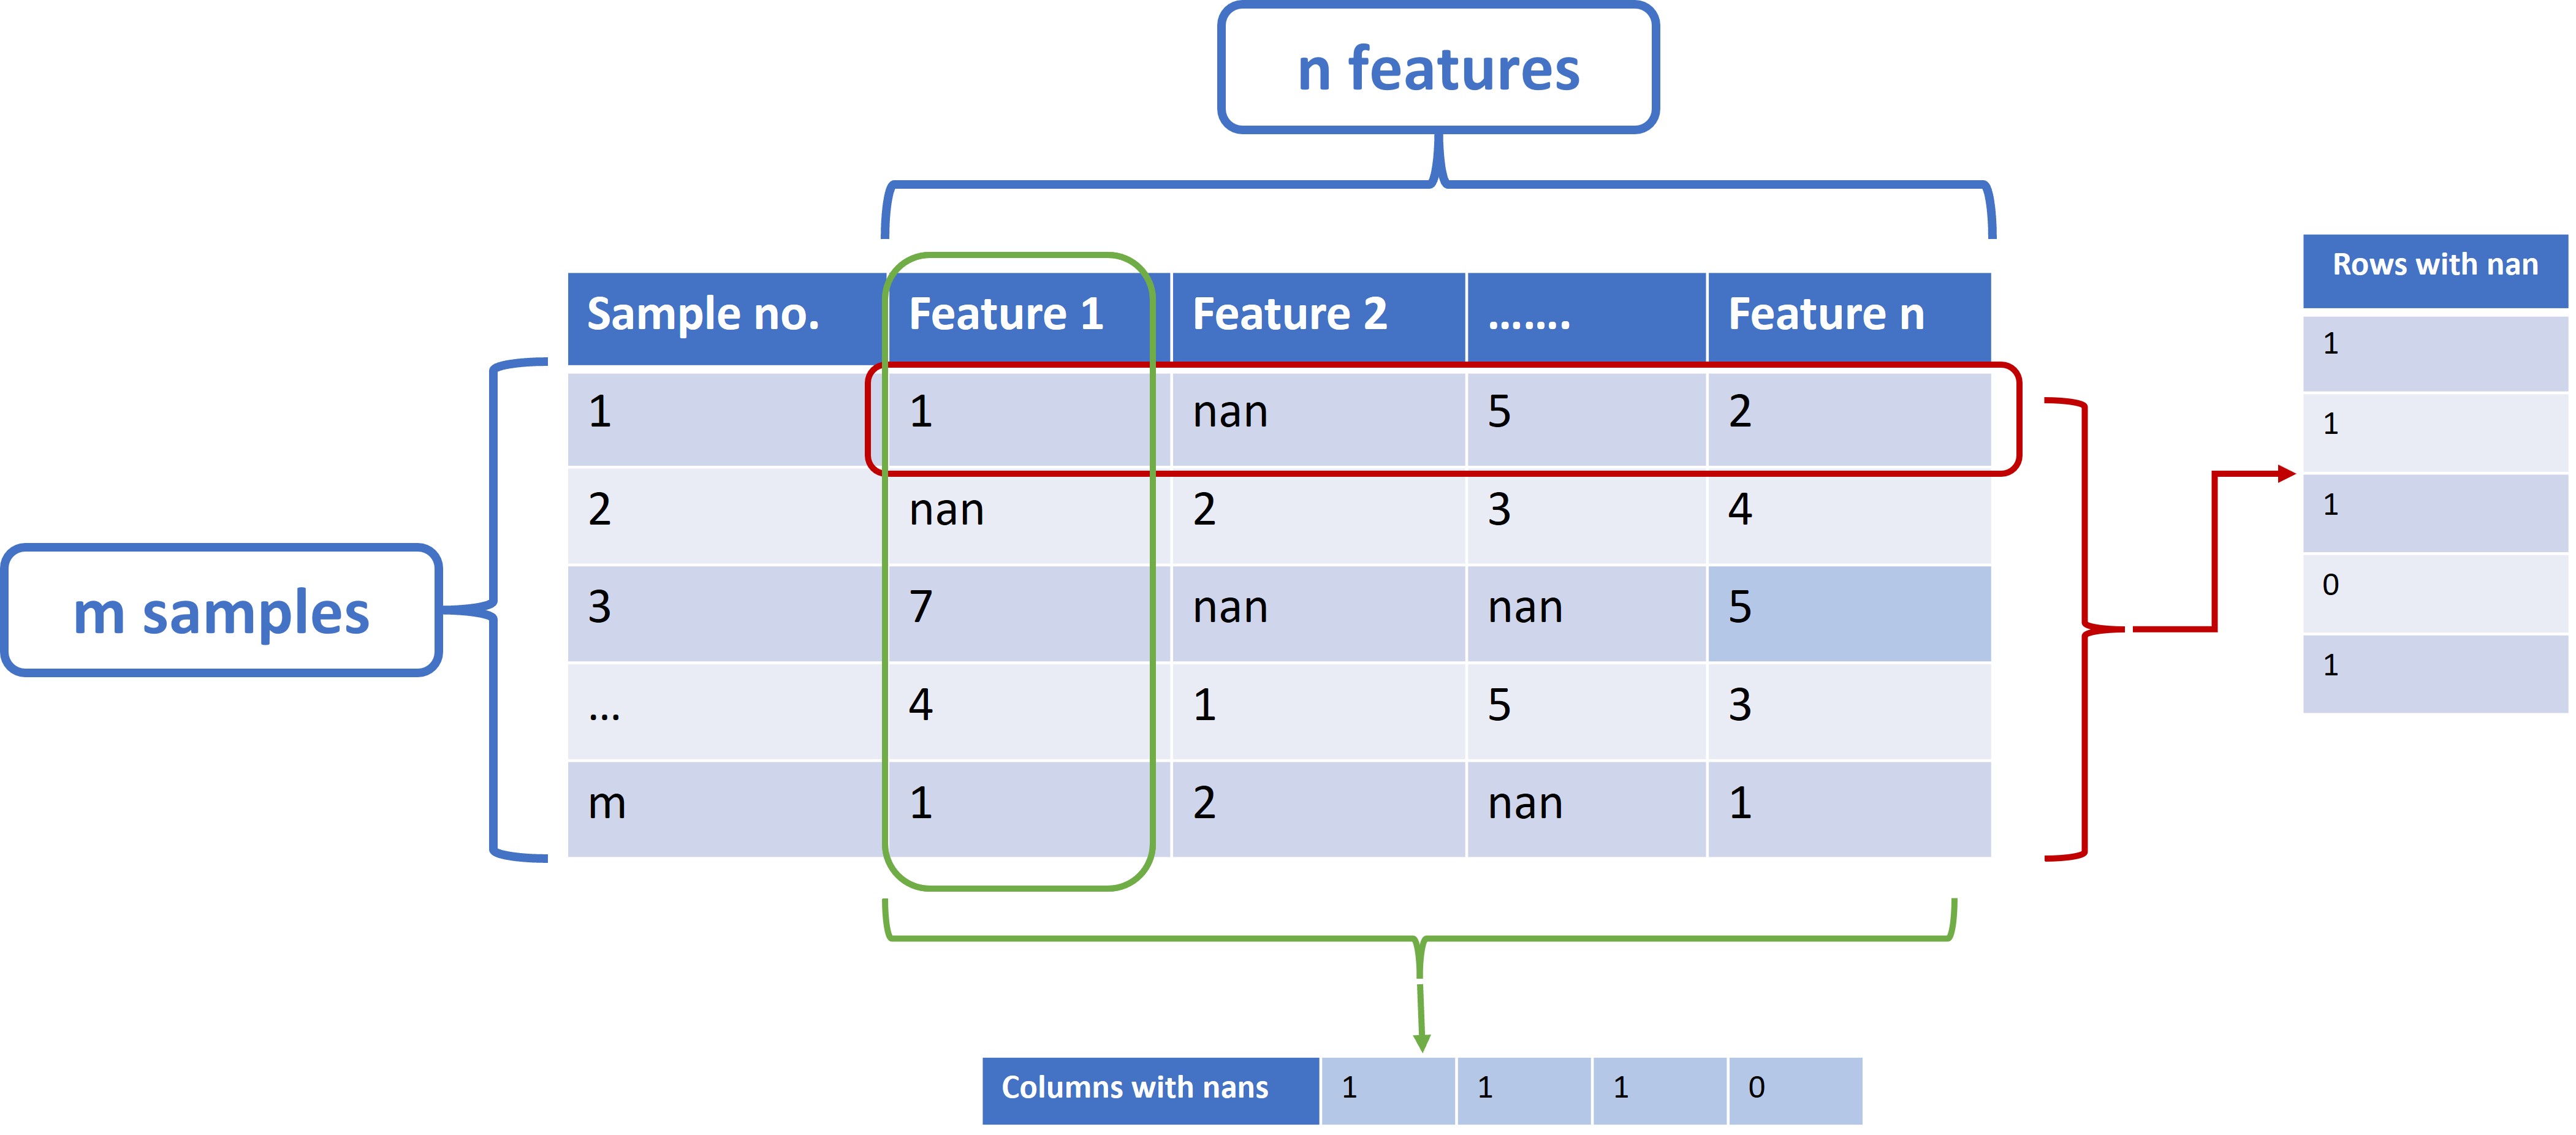 n features
Sample no. Feature 1 Feature 2 ....... Feature n
1 1 nan 5 2
2 nan 2 3 4
3 7 nan nan 5
... 4 1 5 3
m 1 2 nan 1
m samples
Rows with nan
1
1
1
0
1
Columns with nans 1 1 1 0